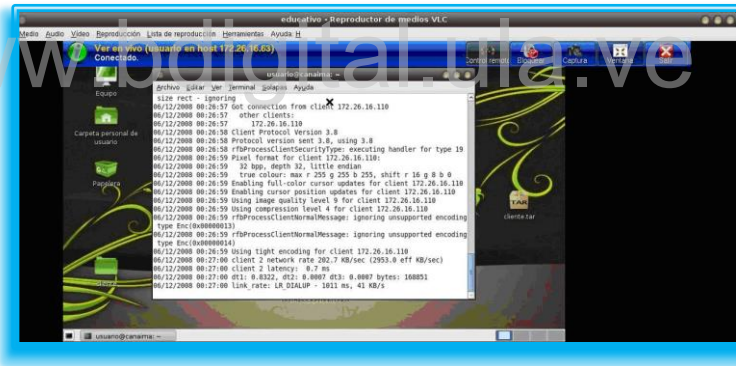 educativo - Reproductor de medios VLC
Medio Audio Video Reproducción Lista de reproducción Herramientas Ayuda H
www.bdigital.ula.ve
Ver en vivo (usuario en host 172.26.16.63)
Conectado.
Control remoto Bloquear Captura Ventana Salir
Equipo
Carpeta personal de
usuario
Papelera
cliente.tar
usuario@canaima: ~
Archivo Editar Ver Terminal Solapas Ayuda
size rect - ignoring
06/12/2008 00:26:57 Got connection from client 172.26.16.110
06/12/2008 00:26:57 other clients:
06/12/2008 00:26:57 172.26.16.110
06/12/2008 00:26:58 Client Protocol Version 3.8
06/12/2008 00:26:58 Protocol version sent 3.8, using 3.8
06/12/2008 00:26:58 rfbProcessClientSecurityType: executing handler for type 19
06/12/2008 00:26:59 Pixel format for client 172.26.16.110:
06/12/2008 00:26:59 32 bpp, depth 32, little endian
06/12/2008 00:26:59 true colour: max r 255 g 255 b 255, shift r 16 g 8 b 0
06/12/2008 00:26:59 Enabling full-color cursor updates for client 172.26.16.110
06/12/2008 00:26:59 Enabling cursor position updates for client 172.26.16.110
06/12/2008 00:26:59 Using image quality level 9 for client 172.26.16.110
06/12/2008 00:26:59 Using compression level 4 for client 172.26.16.110
06/12/2008 00:26:59 rfbProcessClientNormalMessage: ignoring unsupported encoding
type Enc(0x00000013)
06/12/2008 00:26:59 rfbProcessClientNormalMessage: ignoring unsupported encoding
type Enc(0x00000014)
06/12/2008 00:26:59 Using tight encoding for client 172.26.16.110
06/12/2008 00:27:00 client 2 network rate 202.7 KB/sec (2953.0 eff KB/sec)
06/12/2008 00:27:00 client 2 latency: 0.7 ms
06/12/2008 00:27:00 dt1: 0.8322, dt2: 0.0007 dt3: 0.0007 bytes: 168851
06/12/2008 00:27:00 link_rate: LR_DIALUP - 1011 ms, 41 KB/s
usuario@canaima: ~